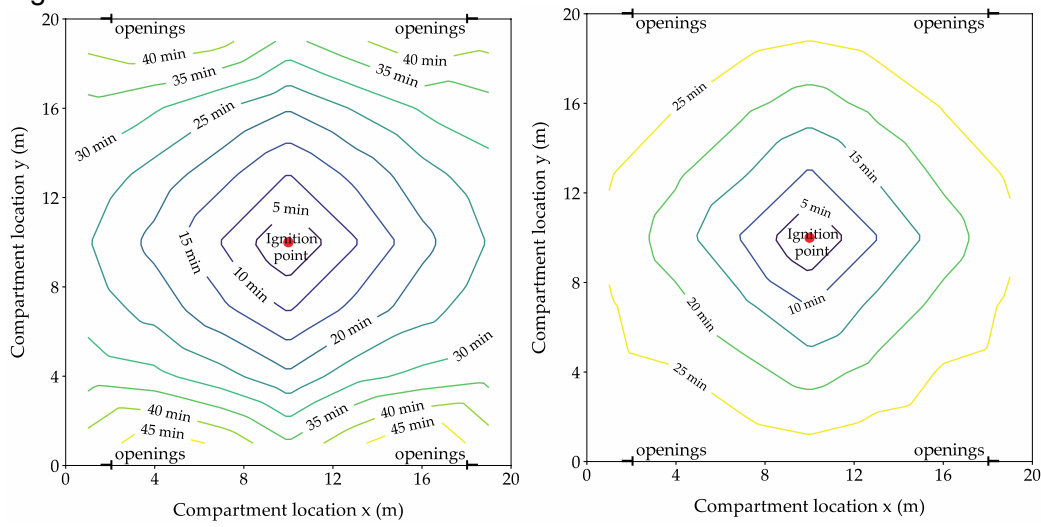 20
16
12
8
4
0
0
4
8
12
16
20
Compartment location y (m)
Compartment location x (m)
openings
openings
40 min
40 min
35 min
35 min
25 min
30 min
5 min
Ignition
point
15 min
10 min
20 min
30 min
35 min
40 min
40 min
45 min
45 min
openings
openings
20
16
12
8
4
0
0
4
8
12
16
20
Compartment location y (m)
Compartment location x (m)
openings
openings
25 min
15 min
5 min
Ignition
point
10 min
20 min
25 min
openings
openings